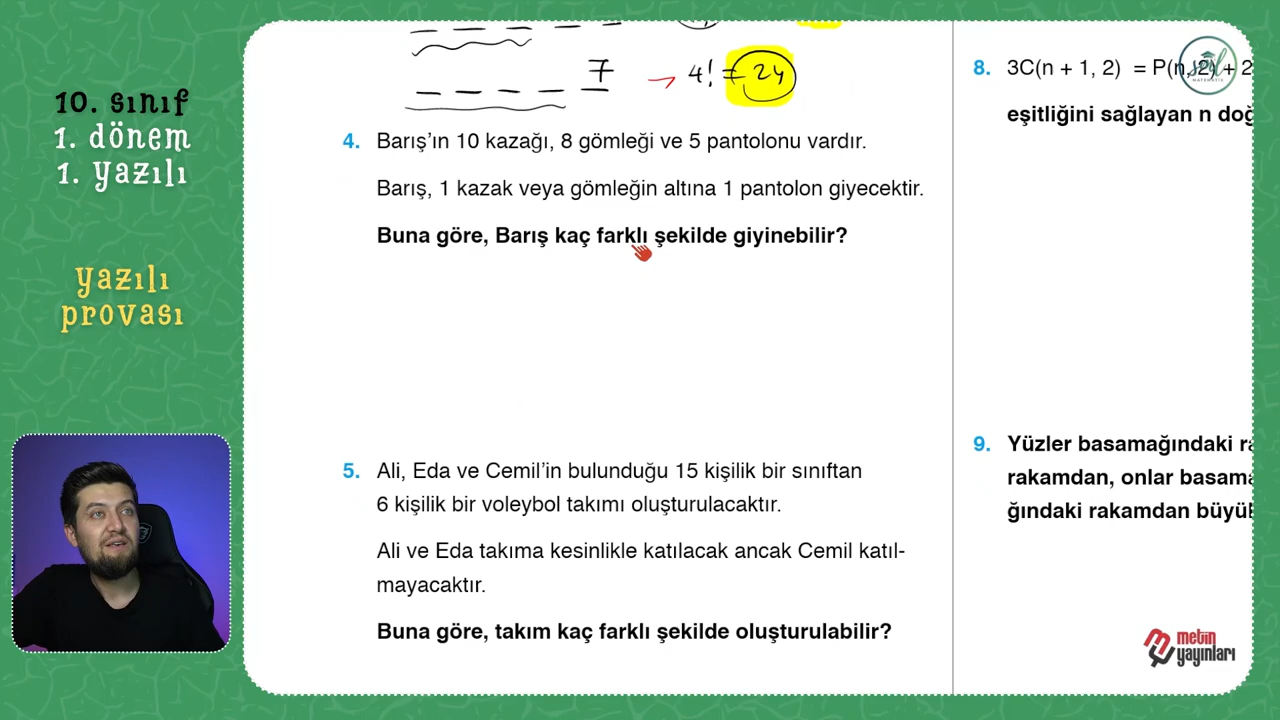 10. sınıf
1. dönem
1. yazılı
yazılı
provası
7 → 4! = 24
4. Barış'ın 10 kazağı, 8 gömleği ve 5 pantolonu vardır.
Barış, 1 kazak veya gömleğin altına 1 pantolon giyecektir.
Buna göre, Barış kaç farklı şekilde giyinebilir?
5. Ali, Eda ve Cemil'in bulunduğu 15 kişilik bir sınıftan
6 kişilik bir voleybol takımı oluşturulacaktır.
Ali ve Eda takıma kesinlikle katılacak ancak Cemil katıl-
mayacaktır.
Buna göre, takım kaç farklı şekilde oluşturulabilir?
8. 3C(n + 1, 2) = P(n, 2) + 2
eşitliğini sağlayan n doğ
9. Yüzler basamağındaki ra
rakamdan, onlar basama
ğındaki rakamdan büyük
metin
yayınları